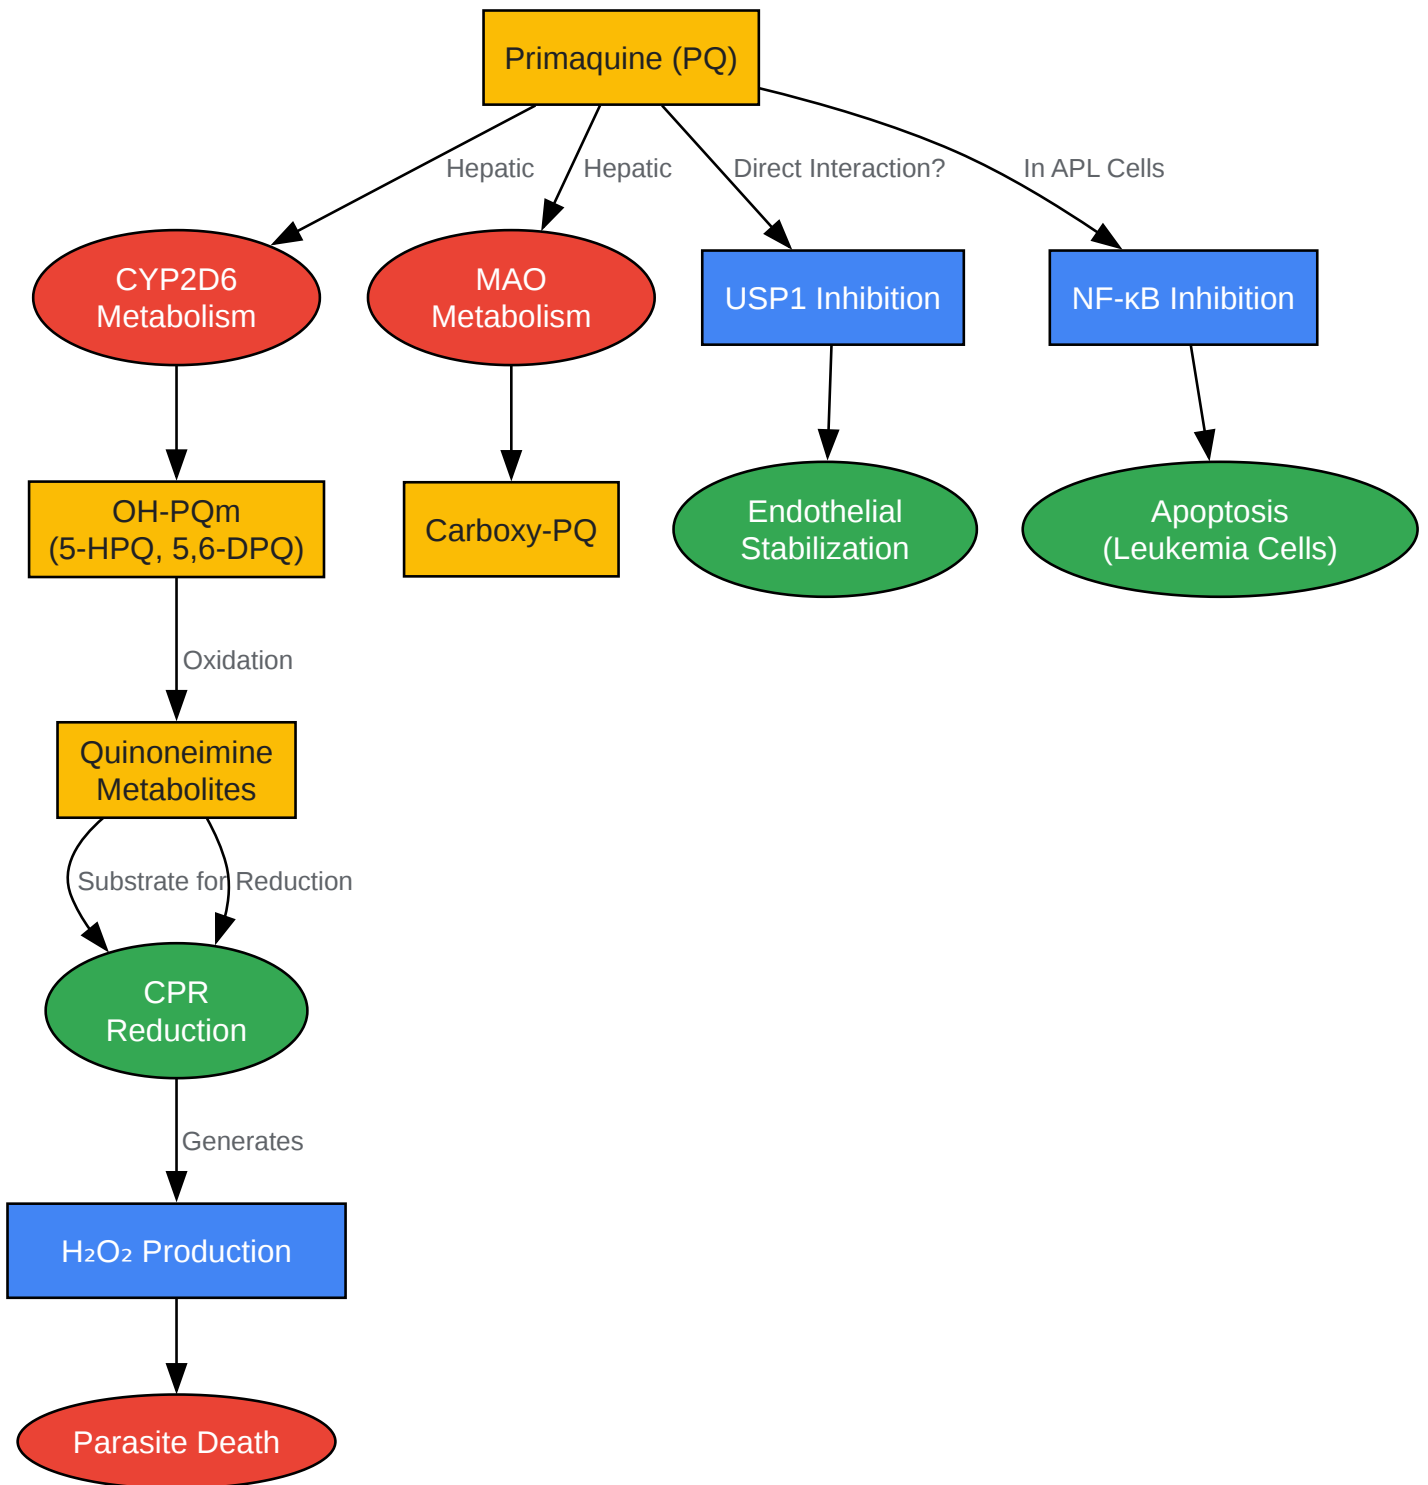 Primaquine (PQ)
Hepatic
Hepatic
Direct Interaction?
In APL Cells
CYP2D6
Metabolism
MAO
Metabolism
USP1 Inhibition
NF-κB Inhibition
OH-PQm
(5-HPQ, 5,6-DPQ)
Carboxy-PQ
Endothelial
Stabilization
Apoptosis
(Leukemia Cells)
Oxidation
Quinoneimine
Metabolites
Substrate for
Reduction
CPR
Reduction
Generates
H₂O₂ Production
Parasite Death